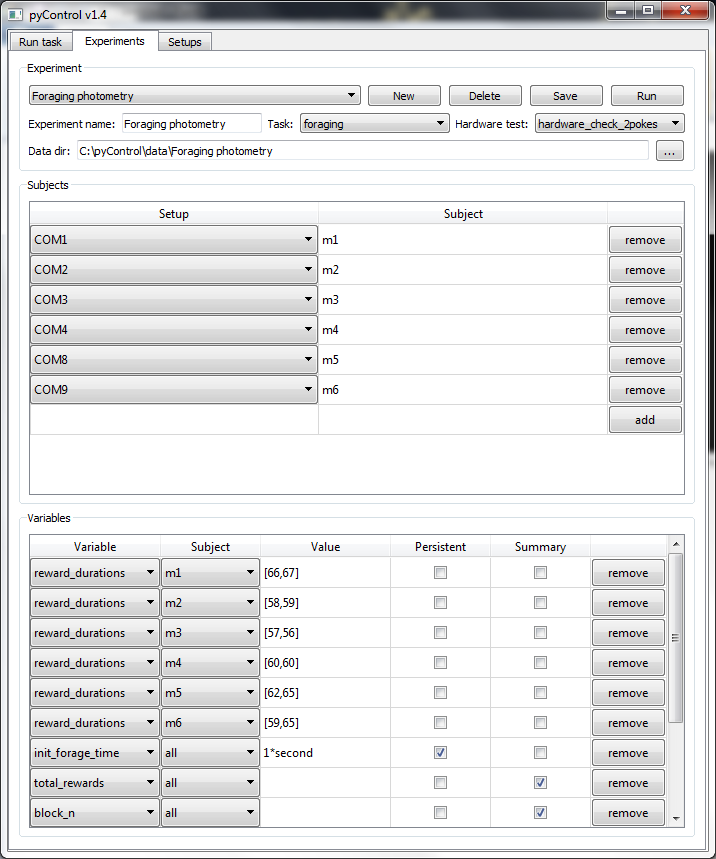 pyControl v1.4
Run task Experiments Setups
Experiment
Foraging photometry New Delete Save Run
Experiment name: Foraging photometry Task: foraging Hardware test: hardware_check_2pokes
Data dir: C:\pyControl\data\Foraging photometry ...
Subjects
Setup Subject
COM1 m1 remove
COM2 m2 remove
COM3 m3 remove
COM4 m4 remove
COM8 m5 remove
COM9 m6 remove
add
Variables
Variable Subject Value Persistent Summary
reward_durations m1 [66,67] remove
reward_durations m2 [58,59] remove
reward_durations m3 [57,56] remove
reward_durations m4 [60,60] remove
reward_durations m5 [62,65] remove
reward_durations m6 [59,65] remove
init_forage_time all 1*second remove
total_rewards all remove
block_n all remove